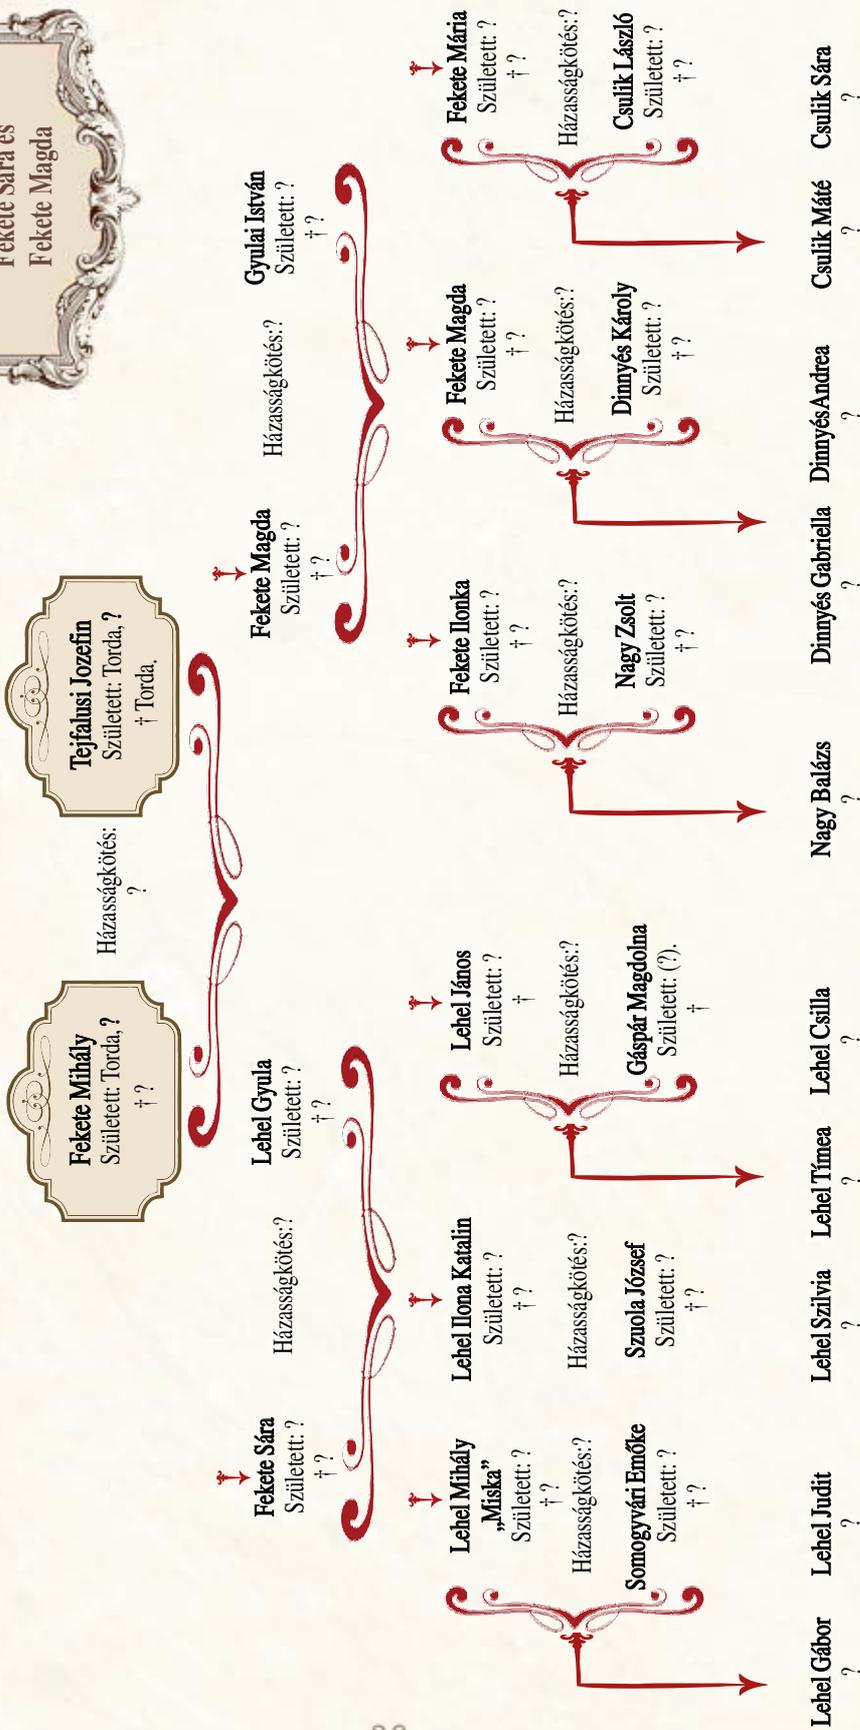 Fekete Sára és
Fekete Magda
Fekete Mihály
Született: Torda, ?
† ?
Házasságkötés:
?
Tejfalusi Jozefin
Született: Torda, ?
† Torda.
Fekete Sára
Született: ?
† ?
Házasságkötés:?
Lehel Gyula
Született: ?
† ?
Fekete Magda
Született: ?
† ?
Házasságkötés:?
Gyulai István
Született: ?
† ?
Lehel Mihály
„Miska”
Született: ?
† ?
Házasságkötés:?
Somogyvári Emőke
Született: ?
† ?
Lehel Ilona Katalin
Született: ?
† ?
Házasságkötés:?
Szuola József
Született: ?
† ?
Lehel János
Született: ?
†
Házasságkötés:?
Gáspár Magdolna
Született: (?).
†
Fekete Ilonka
Született: ?
† ?
Házasságkötés:?
Nagy Zsolt
Született: ?
† ?
Fekete Magda
Született: ?
† ?
Házasságkötés:?
Dinnyés Károly
Született: ?
† ?
Fekete Mária
Született: ?
† ?
Házasságkötés:?
Csulik László
Született: ?
† ?
Lehel Gábor
?
Lehel Judit
?
Lehel Szilvia
?
Lehel Tímea
?
Lehel Csilla
?
Nagy Balázs
?
Dinnyés Gabriella
?
Dinnyés Andrea
?
Csulik Máté
?
Csulik Sára
?